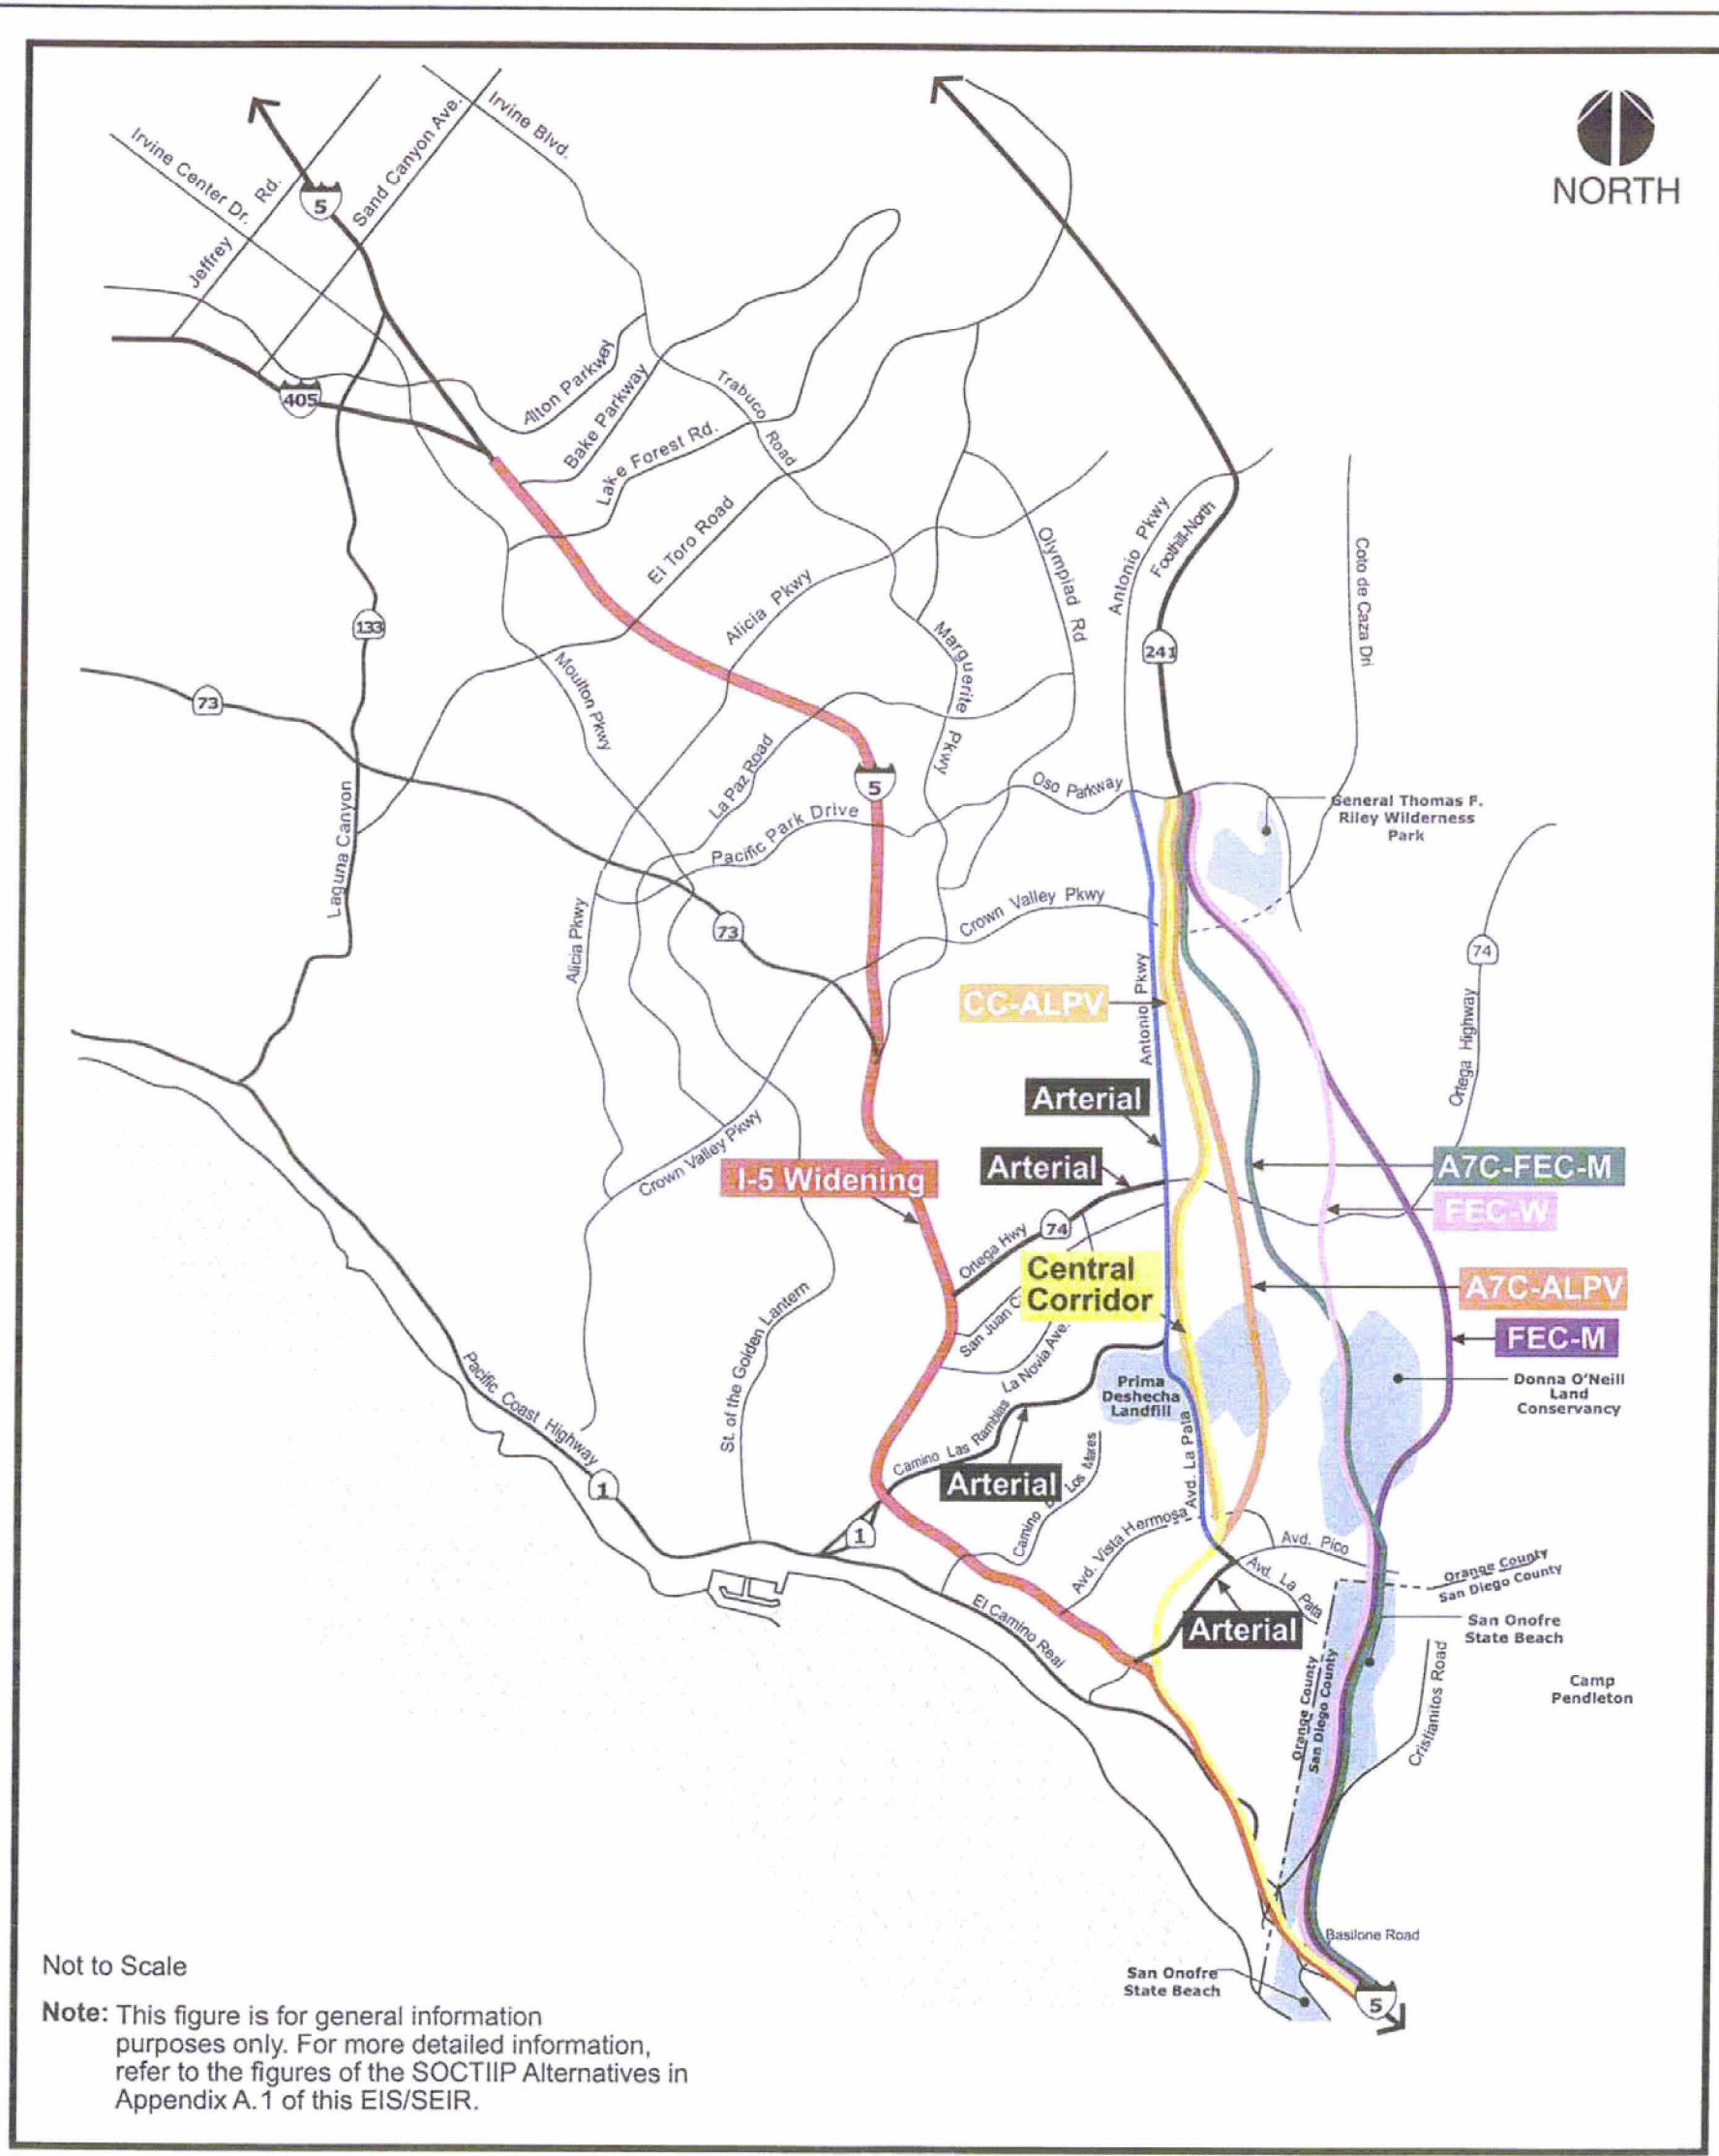 NORTH
Irvine Blvd.
Sand Canyon Ave.
Irvine Center Dr.
Jeffrey Rd.
5
405
Alton Parkway
Bake Parkway
Lake Forest Rd.
Trabuco Road
El Toro Road
Alicia Pkwy
Olympiad Rd
Antonio Pkwy
Foothill-North
Coto de Caza Dri
133
241
73
Moulton Pkwy
Marguerite Pkwy
La Paz Road
5
Oso Parkway
Pacific Park Drive
Laguna Canyon
General Thomas F.
Riley Wilderness
Park
Crown Valley Pkwy
73
Alicia Pkwy
74
Antonio Pkwy
CC-ALPV
Ortega Highway
Arterial
Crown Valley Pkwy
Arterial
I-5 Widening
A7C-FEC-M
FEC-W
74
Ortega Hwy
Central
Corridor
A7C-ALPV
San Juan C
FEC-M
St. of the Golden Lantern
La Novia Ave.
Prima
Deshecha
Landfill
Donna O'Neill
Land
Conservancy
Pacific Coast Highway
Camino Las Ramblas
Avd. La Pata
Arterial
Los Mares
Camino
1
1
Avd. Vista Hermosa
Avd. Pico
Avd. La Pata
Orange County
San Diego County
El Camino Real
Arterial
San Onofre
State Beach
Orange County
San Diego County
Cristianitos Road
Camp
Pendleton
Basilone Road
San Onofre
State Beach
5
Not to Scale
Note: This figure is for general information
purposes only. For more detailed information,
refer to the figures of the SOCTIIP Alternatives in
Appendix A.1 of this EIS/SEIR.